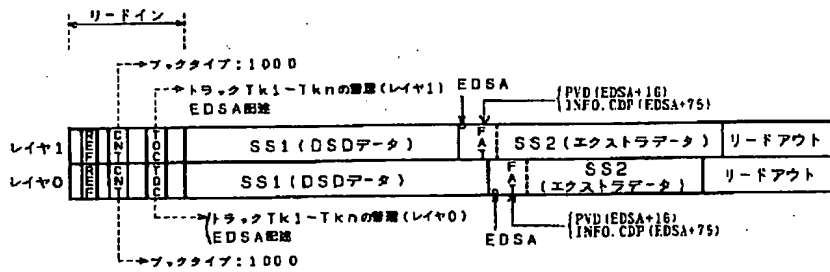 リードイン
ブックタイプ:1000
トラックTk1~Tknの管理(レイヤ1)
EDSA記述
EDSA
PVD(EDSA+16)
INFO.CDP(EDSA+75)
レイヤ1
REF
CNT
TOC
SS1(DSDデータ)
FAT
SS2(エクストラデータ)
リードアウト
レイヤ0
REF
CNT
TOC
SS1(DSDデータ)
FAT
SS2
(エクストラデータ)
リードアウト
トラックTk1~Tknの管理(レイヤ0)
EDSA記述
EDSA
PVD(EDSA+16)
INFO.CDP(EDSA+75)
ブックタイプ:1000